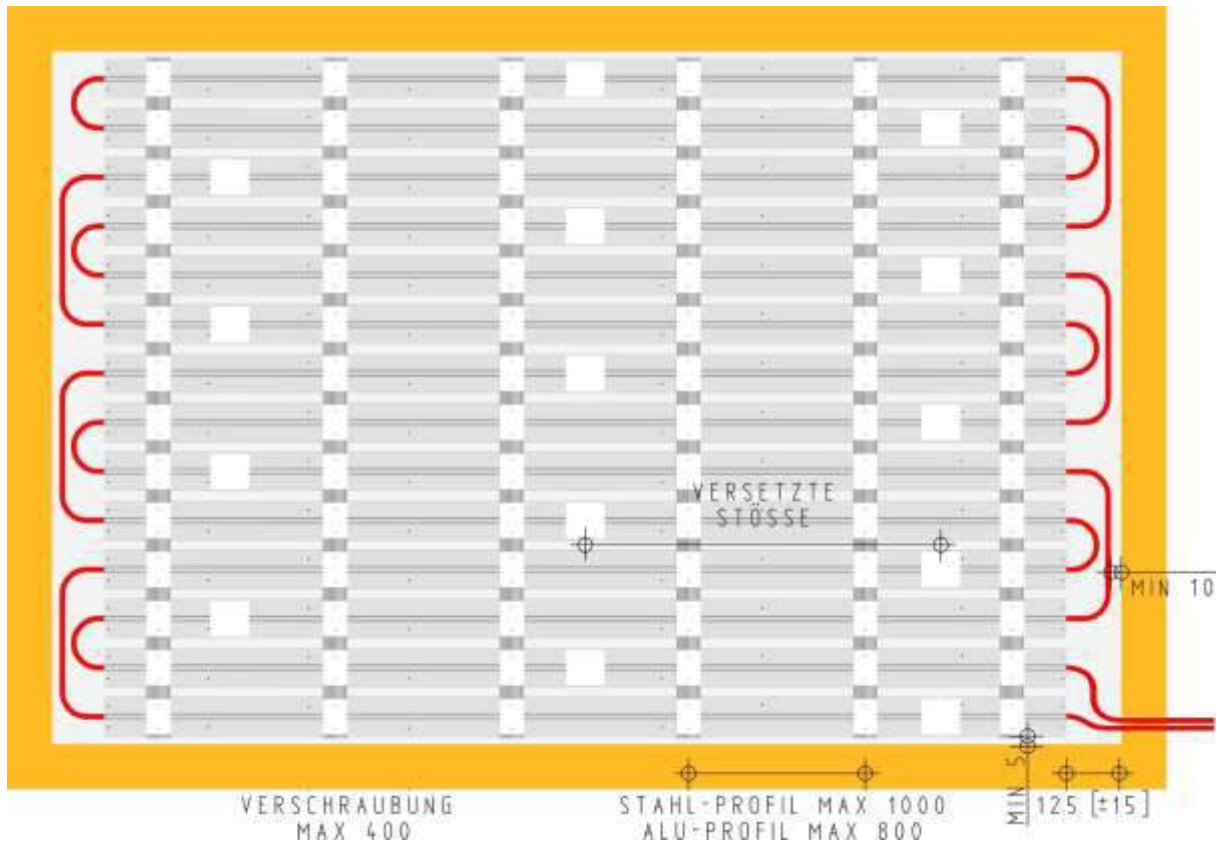 VERSETZTE
STÖSSE
MIN 10
MIN 5
125 [±15]
VERSCHRAUBUNG
MAX 400
STAHL-PROFIL MAX 1000
ALU-PROFIL MAX 800